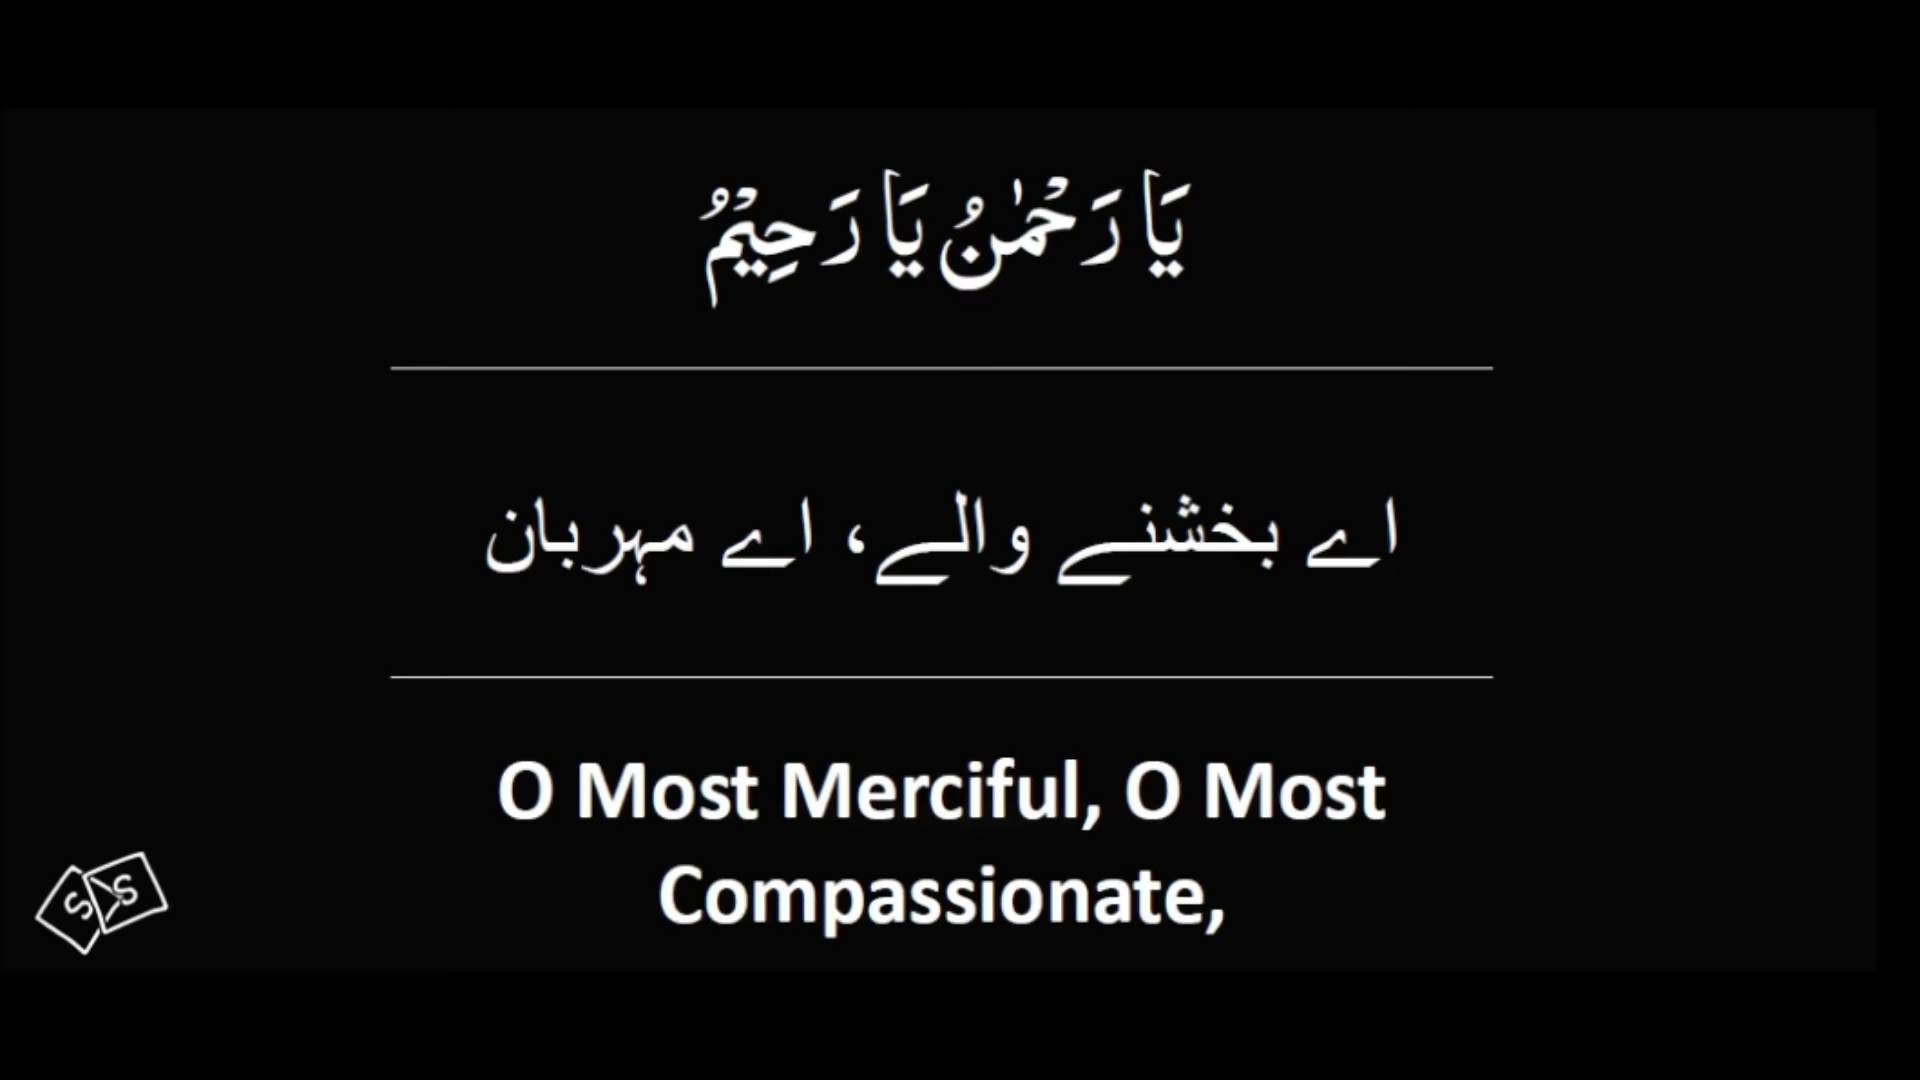 يَا رَحْمٰنُ يَا رَحِيْمُ
اے بخشنے والے، اے مہربان
O Most Merciful, O Most
Compassionate,
S S